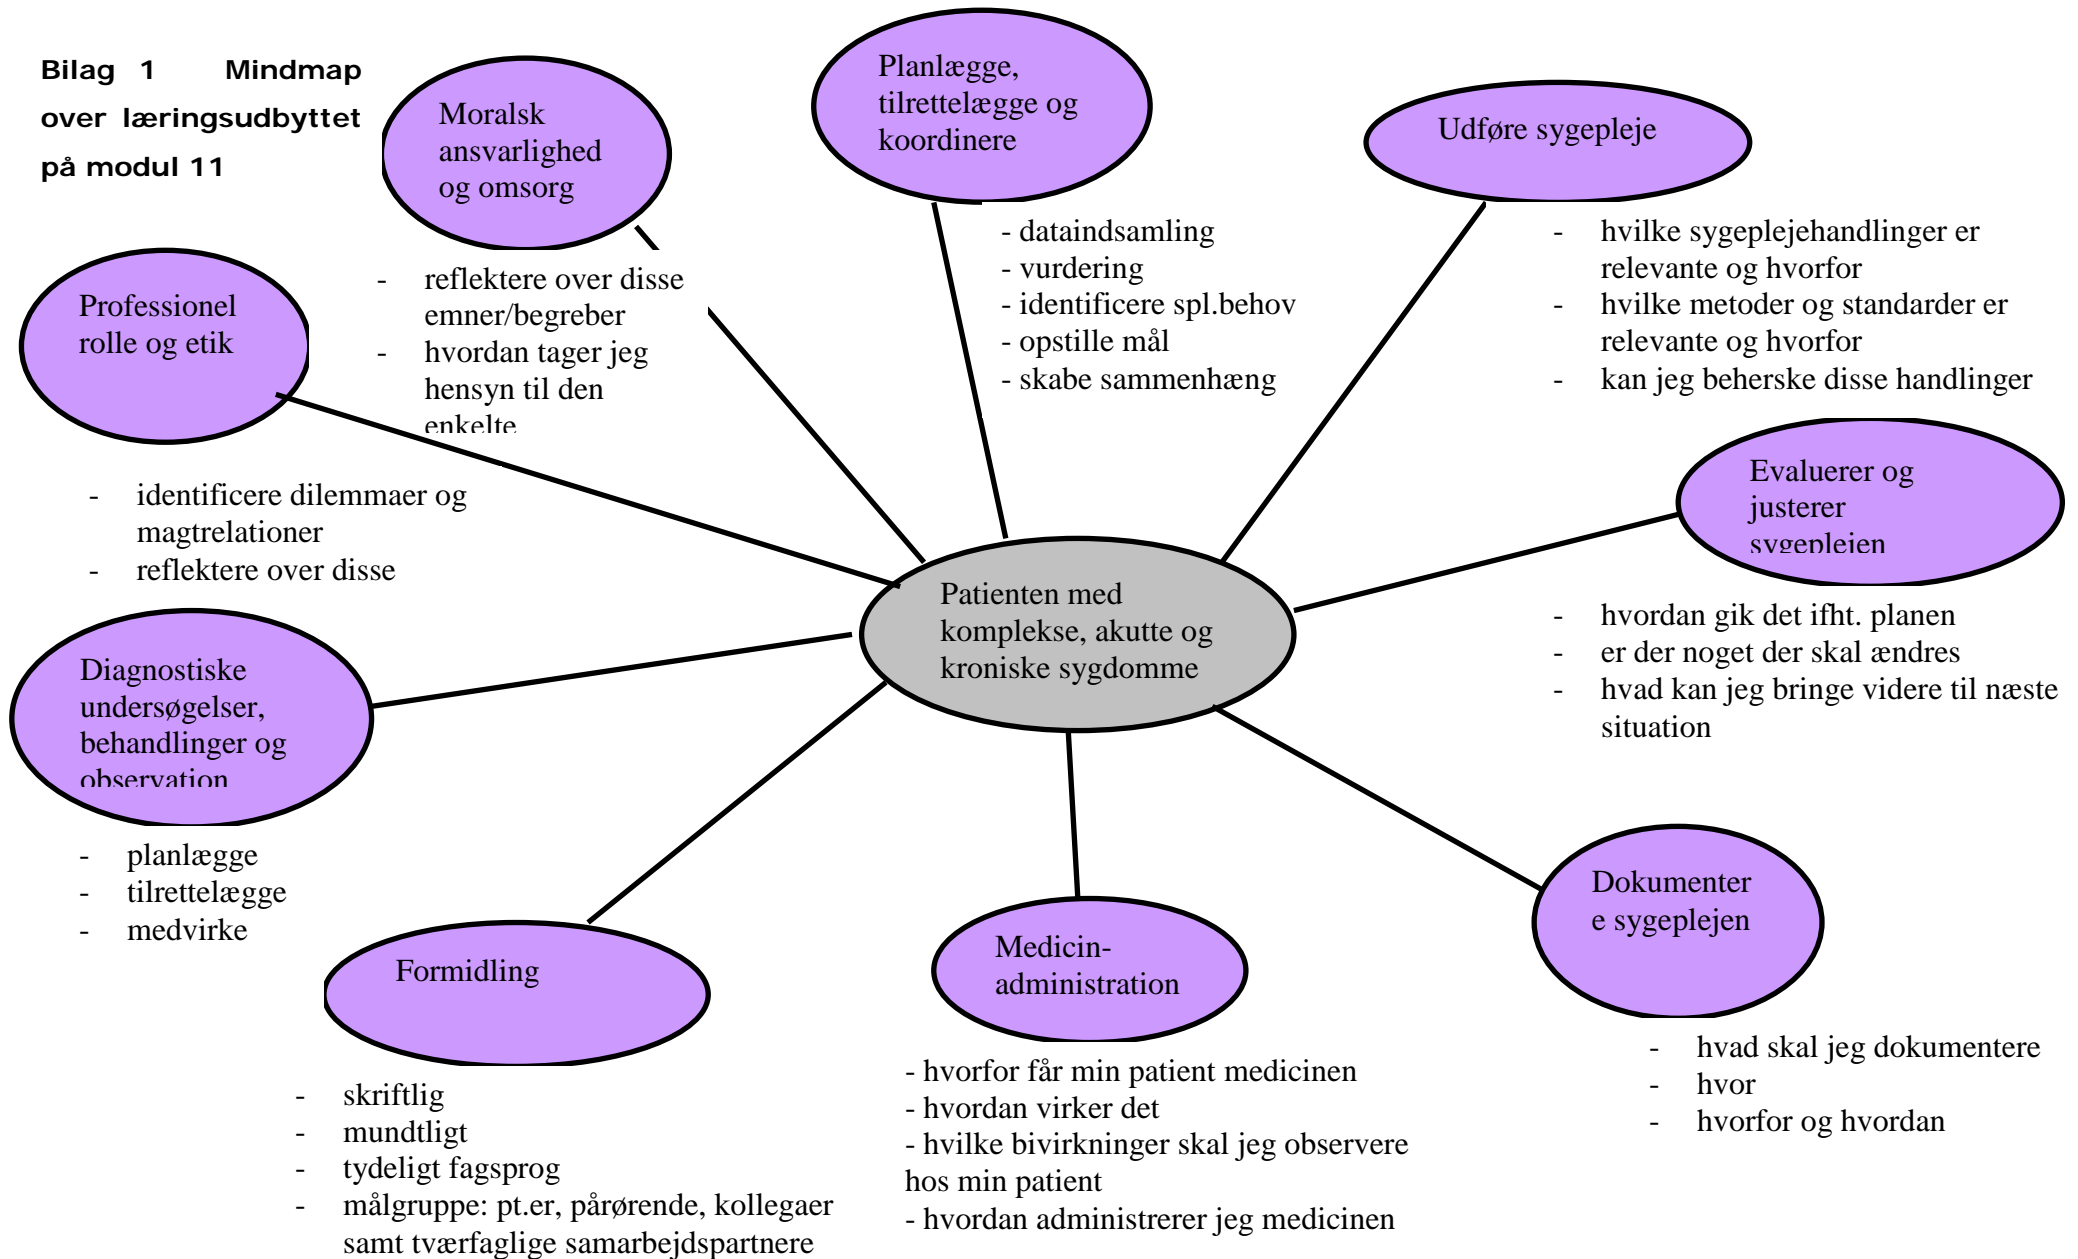 Bilag 1 Mindmap
over læringsudbyttet
på modul 11
Moralsk
ansvarlighed
og omsorg
- reflektere over disse
emner/begreber
- hvordan tager jeg
hensyn til den
enkelte
Planlægge,
tilrettelægge og
koordinere
- dataindsamling
- vurdering
- identificere spl.behov
- opstille mål
- skabe sammenhæng
Udføre sygepleje
- hvilke sygeplejehandlinger er
relevante og hvorfor
- hvilke metoder og standarder er
relevante og hvorfor
- kan jeg beherske disse handlinger
Professionel
rolle og etik
- identificere dilemmaer og
magtrelationer
- reflektere over disse
Evaluerer og
justerer
sygeplejen
- hvordan gik det ifht. planen
- er der noget der skal ændres
- hvad kan jeg bringe videre til næste
situation
Patienten med
komplekse, akutte og
kroniske sygdomme
Diagnostiske
undersøgelser,
behandlinger og
observation
- planlægge
- tilrettelægge
- medvirke
Formidling
- skriftlig
- mundtligt
- tydeligt fagsprog
- målgruppe: pt.er, pårørende, kollegaer
samt tværfaglige samarbejdspartnere
Medicin-
administration
- hvorfor får min patient medicinen
- hvordan virker det
- hvilke bivirkninger skal jeg observere
hos min patient
- hvordan administrerer jeg medicinen
Dokumenter
e sygeplejen
- hvad skal jeg dokumentere
- hvor
- hvorfor og hvordan